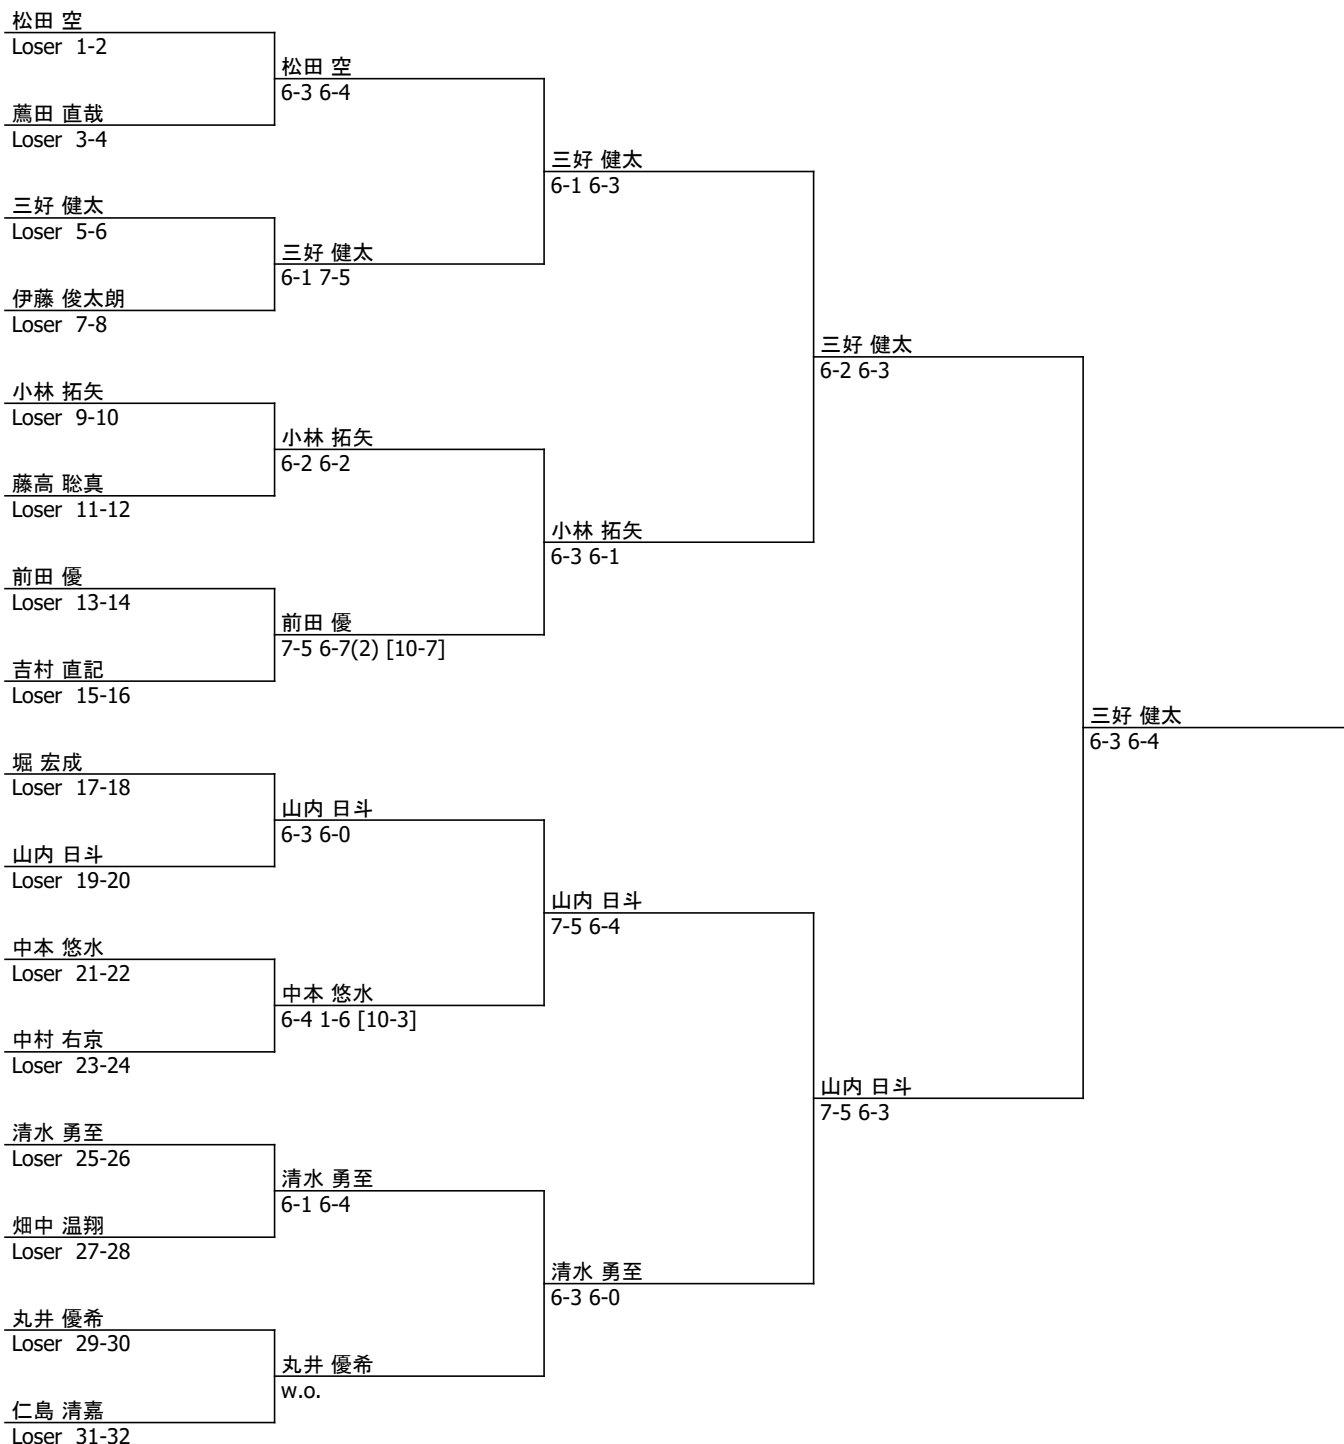 松田 空
Loser 1-2
松田 空
6-3 6-4
薦田 直哉
Loser 3-4
三好 健太
6-1 6-3
三好 健太
Loser 5-6
三好 健太
6-1 7-5
伊藤 俊太朗
Loser 7-8
三好 健太
6-2 6-3
小林 拓矢
Loser 9-10
小林 拓矢
6-2 6-2
藤高 聡真
Loser 11-12
小林 拓矢
6-3 6-1
前田 優
Loser 13-14
前田 優
7-5 6-7(2) [10-7]
吉村 直記
Loser 15-16
三好 健太
6-3 6-4
堀 宏成
Loser 17-18
山内 日斗
6-3 6-0
山内 日斗
Loser 19-20
山内 日斗
7-5 6-4
中本 悠水
Loser 21-22
中本 悠水
6-4 1-6 [10-3]
中村 右京
Loser 23-24
山内 日斗
7-5 6-3
清水 勇至
Loser 25-26
清水 勇至
6-1 6-4
畑中 温翔
Loser 27-28
清水 勇至
6-3 6-0
丸井 優希
Loser 29-30
丸井 優希
w.o.
仁島 清嘉
Loser 31-32